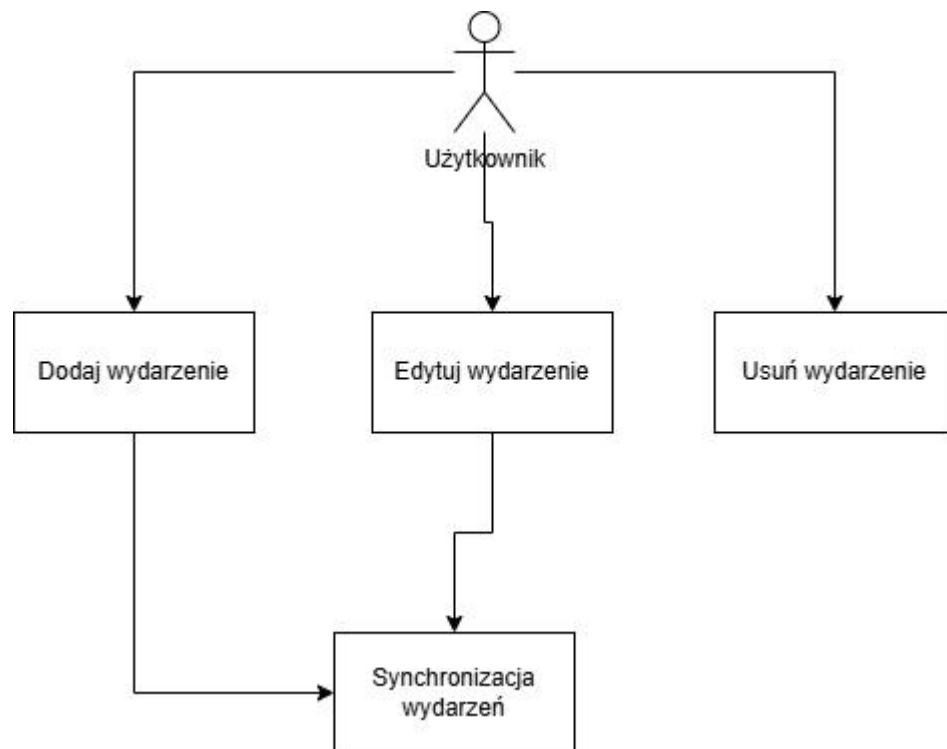 Użytkownik
Dodaj wydarzenie
Edytuj wydarzenie
Usuń wydarzenie
Synchronizacja
wydarzeń